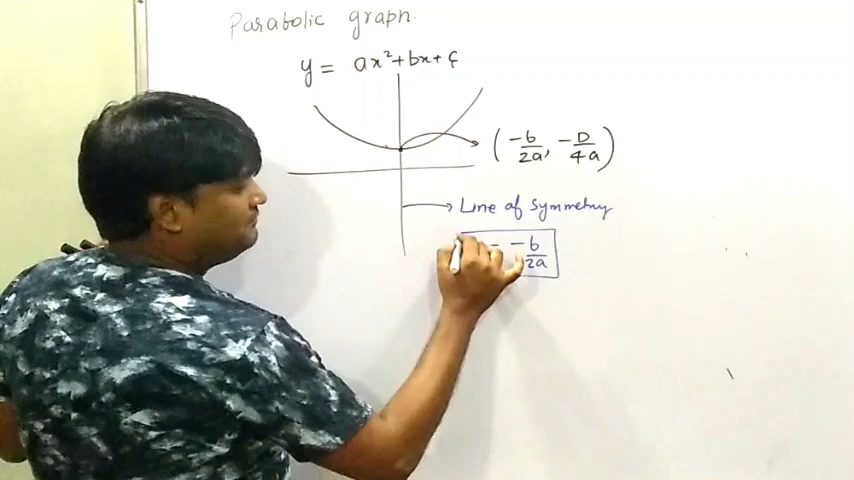 Parabolic graph.
y = ax²+bx+c
(-b/2a, -D/4a)
Line of symmetry
= -b/2a